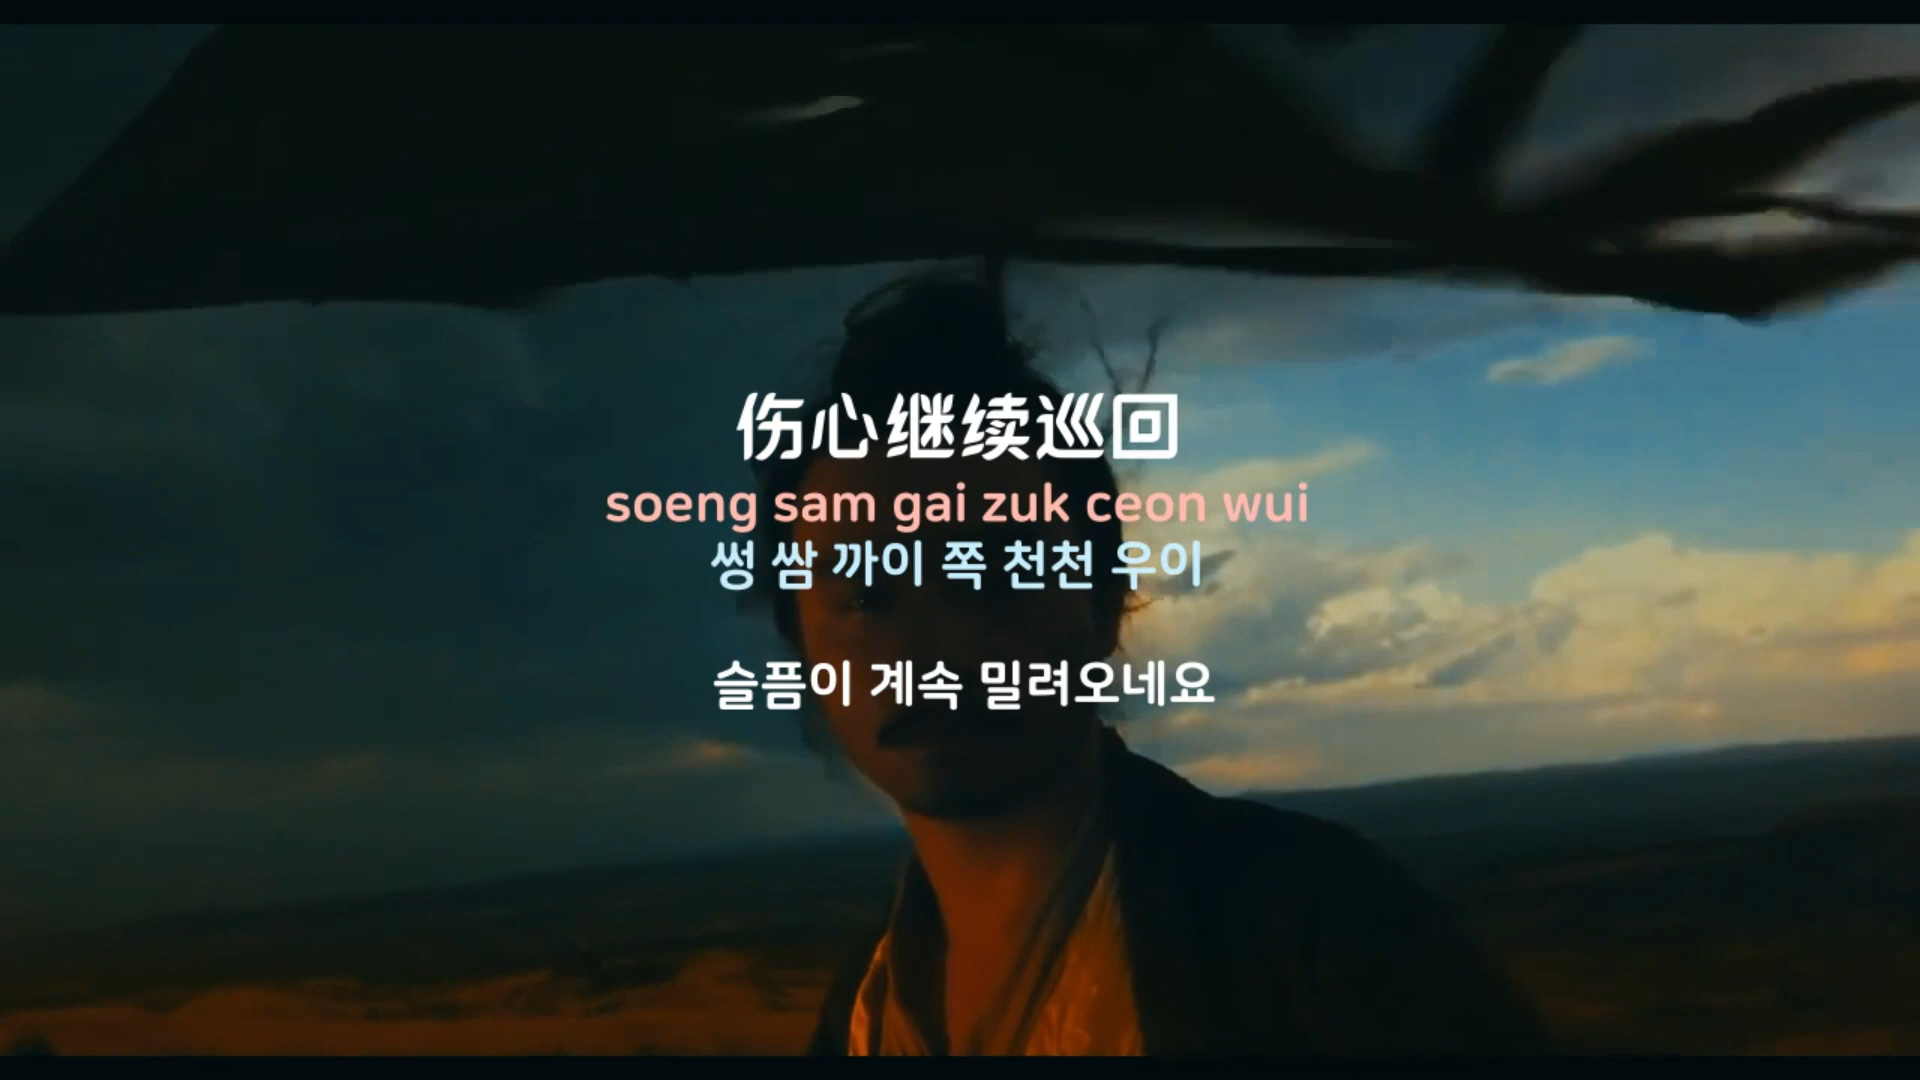 伤心继续巡回
soeng sam gai zuk ceon wui
썽 쌈 까이 쪽 천천 우이
슬픔이 계속 밀려오네요